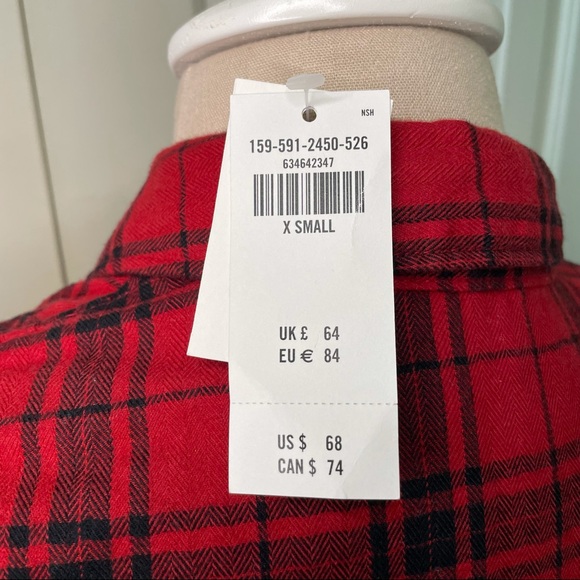 NSH
159-591-2450-526
634642347
X SMALL
UK £ 64
EU € 84
US $ 68
CAN $ 74